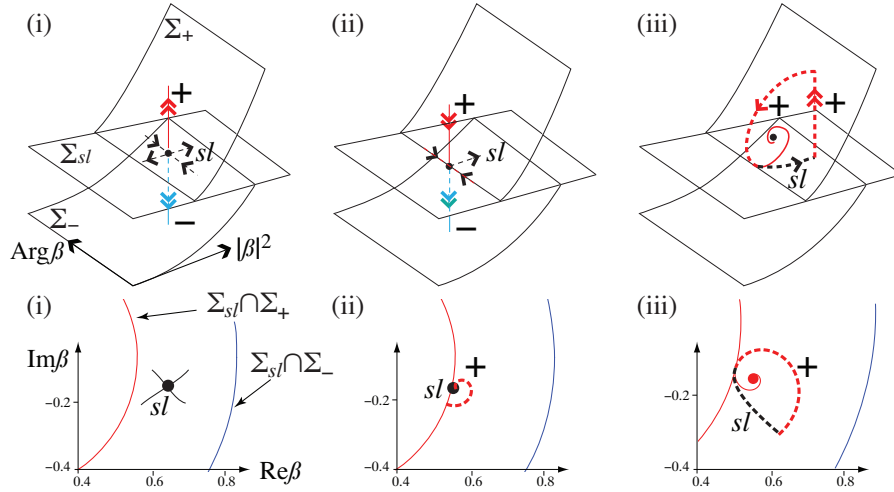 (i) (ii) (iii)
Σ₊
+ + + +
Σsl sl sl sl
Σ₋ − −
Argβ |β|²
(i) (ii) (iii)
Σsl∩Σ₊
Imβ Σsl∩Σ₋ + +
sl sl sl
−0.2 −0.2 −0.2
−0.4 −0.4 −0.4
0.4 0.6 0.8 Reβ 0.4 0.6 0.8 0.4 0.6 0.8